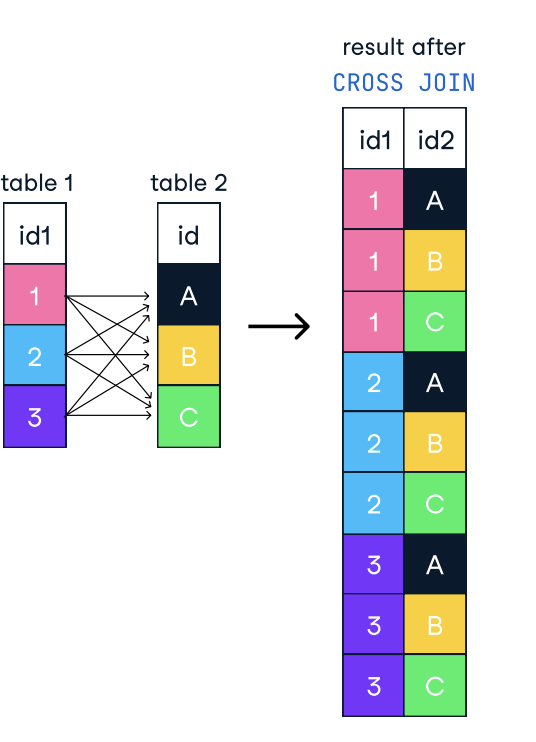 table 1
id1
1
2
3
table 2
id
A
B
C
result after
CROSS JOIN
id1 id2
1 A
1 B
1 C
2 A
2 B
2 C
3 A
3 B
3 C